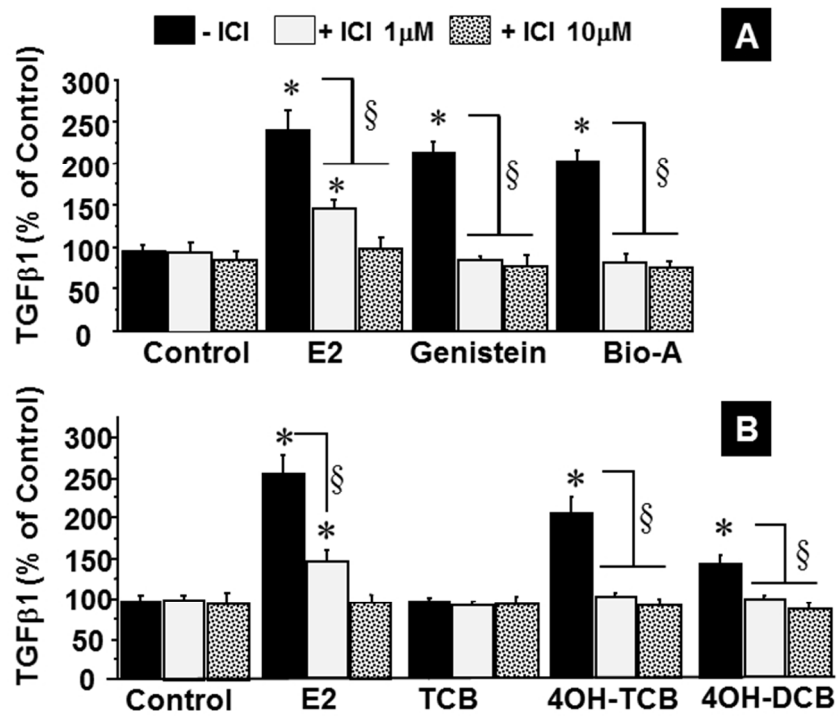 - ICI + ICI 1μM + ICI 10μM
A
TGFβ1 (% of Control)
300
250
200
150
100
50
0
* § * * § * §
Control E2 Genistein Bio-A
B
TGFβ1 (% of Control)
300
250
200
150
100
50
0
* § * * § * §
Control E2 TCB 4OH-TCB 4OH-DCB